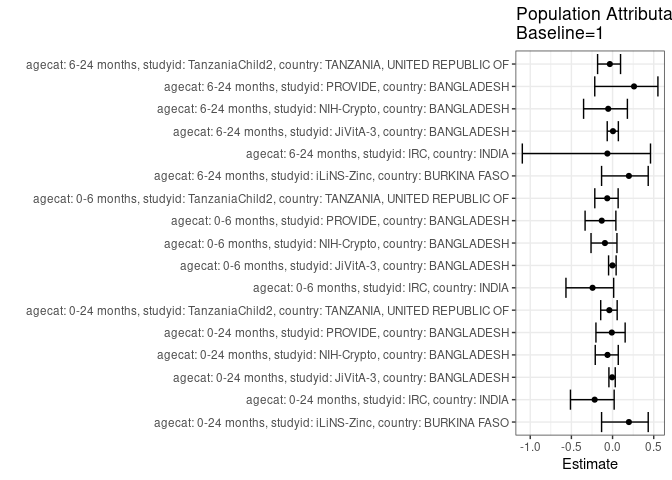 Population Attributa
Baseline=1
agecat: 6-24 months, studyid: TanzaniaChild2, country: TANZANIA, UNITED REPUBLIC OF
agecat: 6-24 months, studyid: PROVIDE, country: BANGLADESH
agecat: 6-24 months, studyid: NIH-Crypto, country: BANGLADESH
agecat: 6-24 months, studyid: JiVitA-3, country: BANGLADESH
agecat: 6-24 months, studyid: IRC, country: INDIA
agecat: 6-24 months, studyid: iLiNS-Zinc, country: BURKINA FASO
agecat: 0-6 months, studyid: TanzaniaChild2, country: TANZANIA, UNITED REPUBLIC OF
agecat: 0-6 months, studyid: PROVIDE, country: BANGLADESH
agecat: 0-6 months, studyid: NIH-Crypto, country: BANGLADESH
agecat: 0-6 months, studyid: JiVitA-3, country: BANGLADESH
agecat: 0-6 months, studyid: IRC, country: INDIA
agecat: 0-24 months, studyid: TanzaniaChild2, country: TANZANIA, UNITED REPUBLIC OF
agecat: 0-24 months, studyid: PROVIDE, country: BANGLADESH
agecat: 0-24 months, studyid: NIH-Crypto, country: BANGLADESH
agecat: 0-24 months, studyid: JiVitA-3, country: BANGLADESH
agecat: 0-24 months, studyid: IRC, country: INDIA
agecat: 0-24 months, studyid: iLiNS-Zinc, country: BURKINA FASO
-1.0 -0.5 0.0 0.5
Estimate